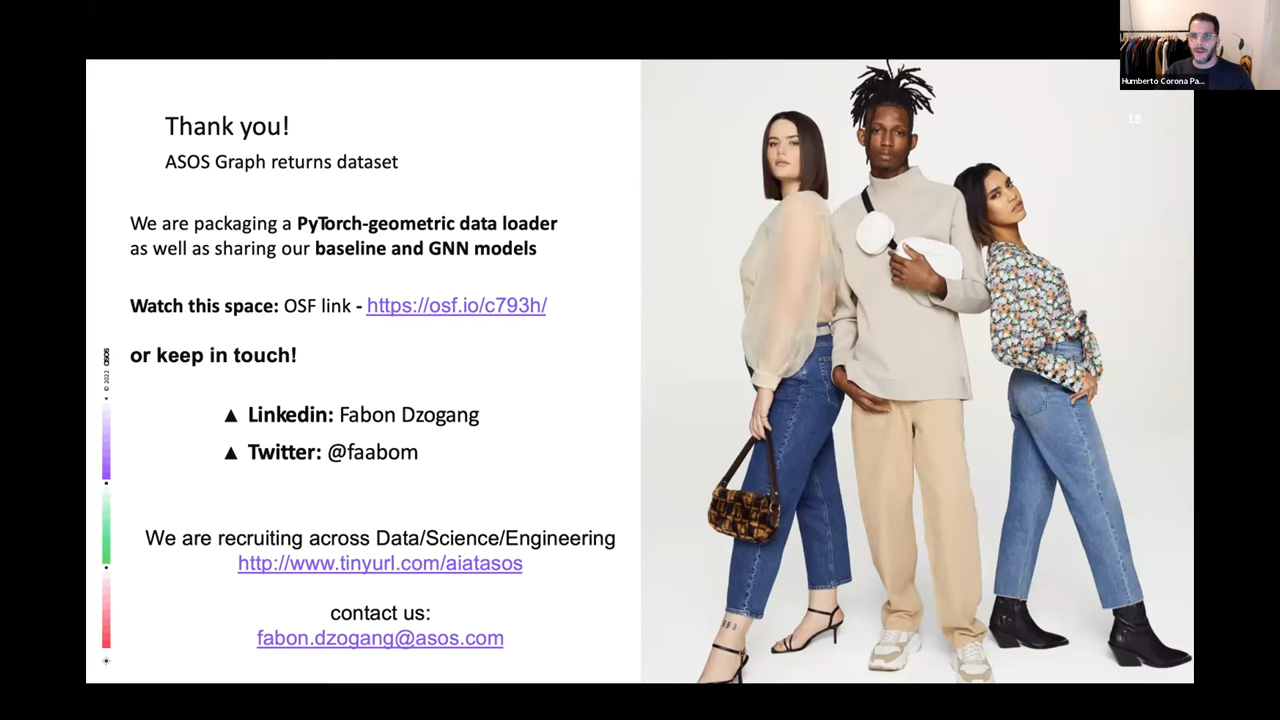 Humberto Corona Pa...
18
Thank you!
ASOS Graph returns dataset
We are packaging a PyTorch-geometric data loader
as well as sharing our baseline and GNN models
Watch this space: OSF link - https://osf.io/c793h/
or keep in touch!
▲ Linkedin: Fabon Dzogang
▲ Twitter: @faabom
We are recruiting across Data/Science/Engineering
http://www.tinyurl.com/aiatasos
contact us:
fabon.dzogang@asos.com
© 2022 asos